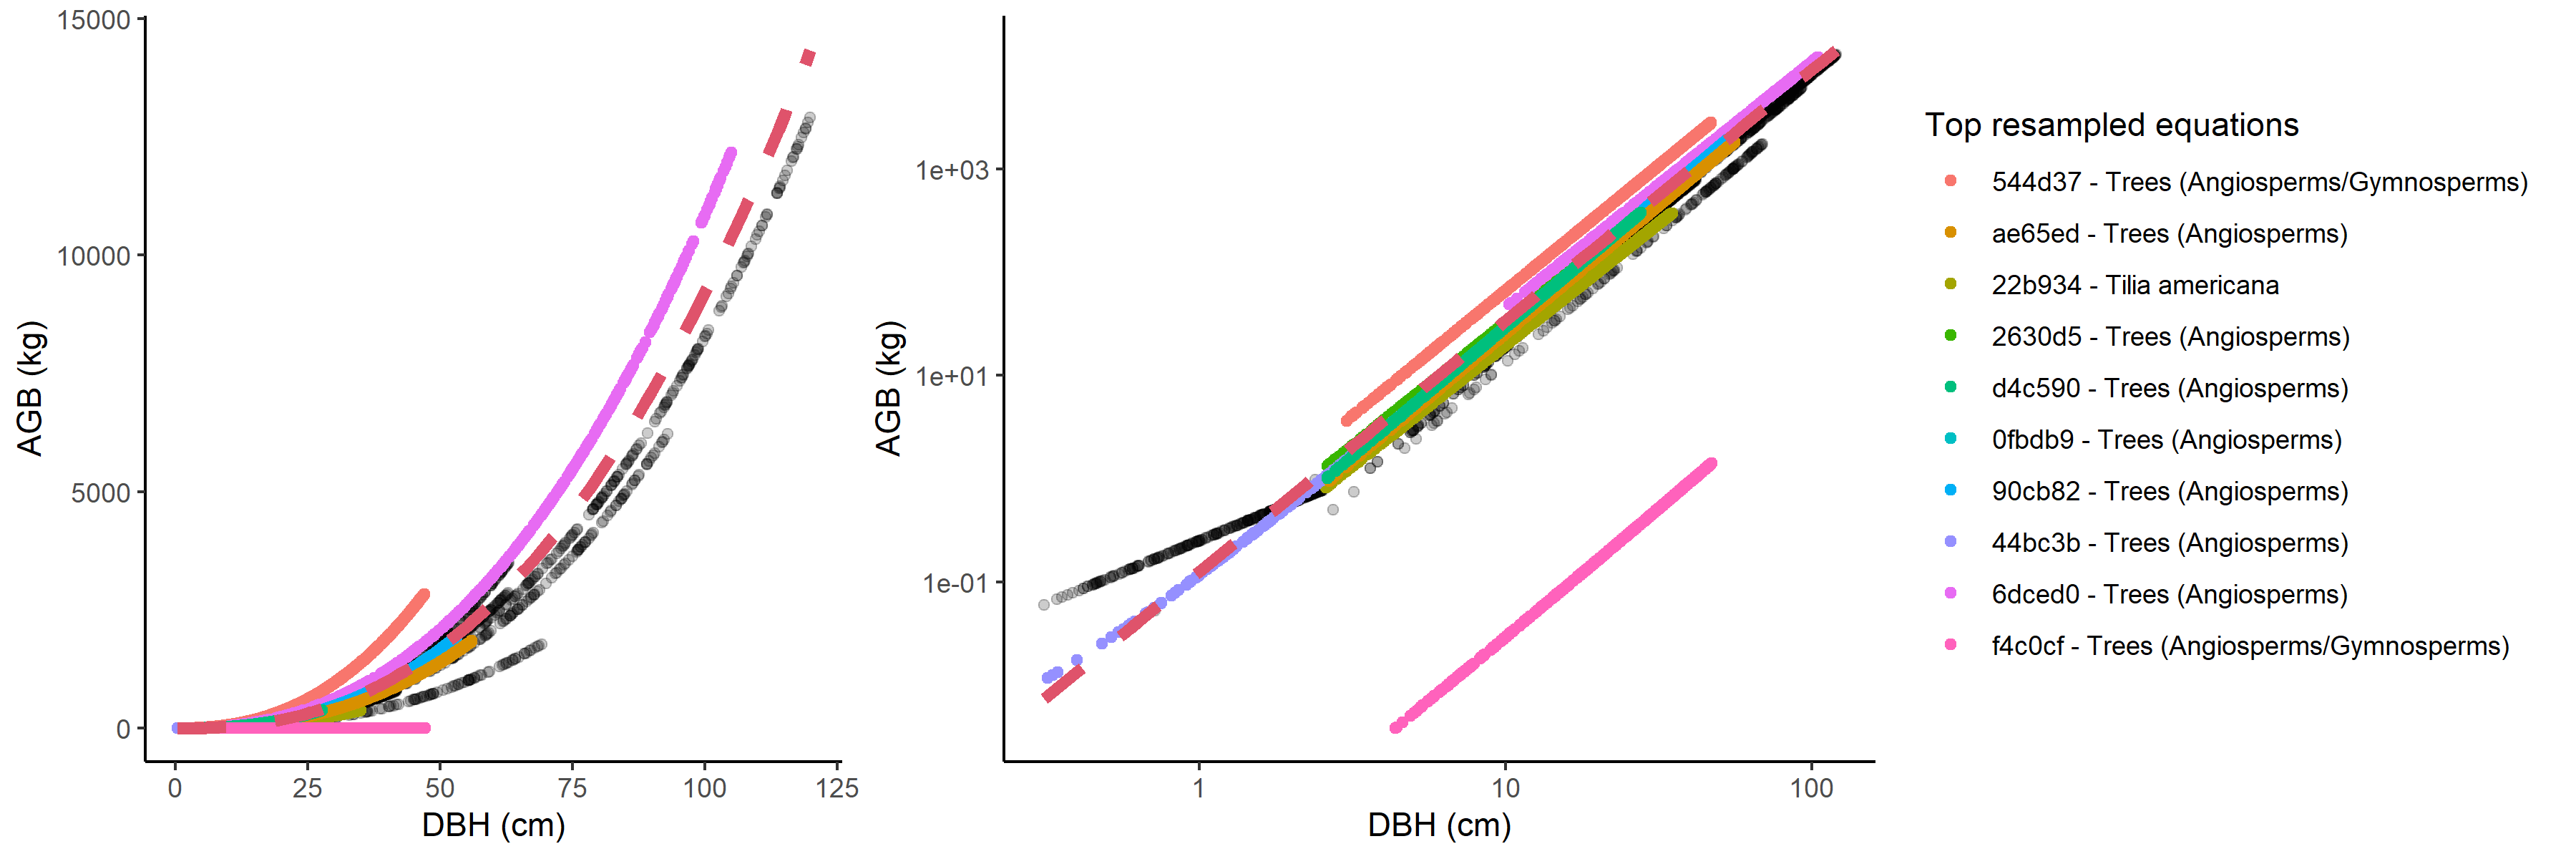 15000
10000
5000
0
AGB (kg)
0 25 50 75 100 125
DBH (cm)
1e+03
1e+01
1e-01
AGB (kg)
1 10 100
DBH (cm)
Top resampled equations
544d37 - Trees (Angiosperms/Gymnosperms)
ae65ed - Trees (Angiosperms)
22b934 - Tilia americana
2630d5 - Trees (Angiosperms)
d4c590 - Trees (Angiosperms)
0fbdb9 - Trees (Angiosperms)
90cb82 - Trees (Angiosperms)
44bc3b - Trees (Angiosperms)
6dced0 - Trees (Angiosperms)
f4c0cf - Trees (Angiosperms/Gymnosperms)